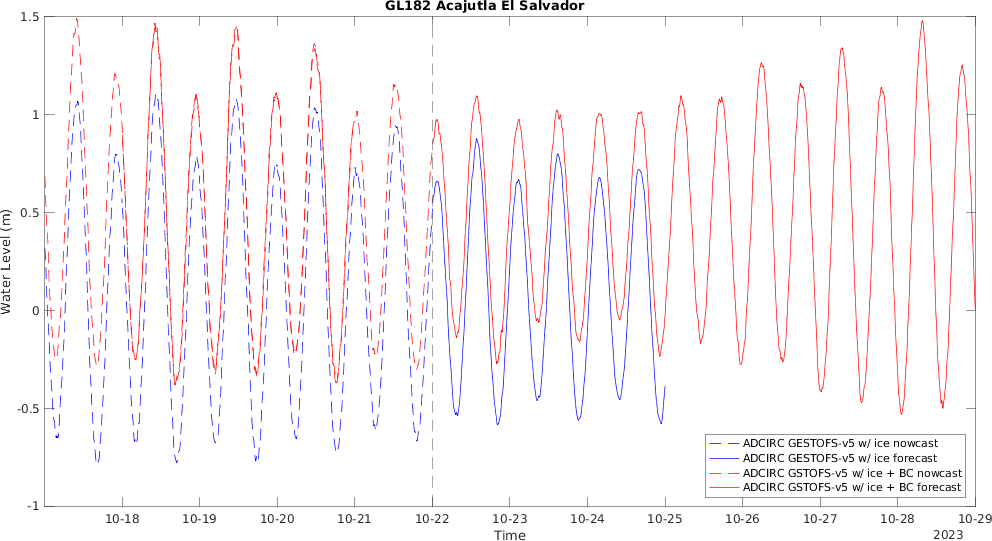 GL182 Acajutla El Salvador
1.5
1
0.5
0
-0.5
-1
Water Level (m)
10-18
10-19
10-20
10-21
10-22
10-23
10-24
10-25
10-26
10-27
10-28
10-29
Time
2023
ADCIRC GESTOFS-v5 w/ ice nowcast
ADCIRC GESTOFS-v5 w/ ice forecast
ADCIRC GSTOFS-v5 w/ ice + BC nowcast
ADCIRC GSTOFS-v5 w/ ice + BC forecast